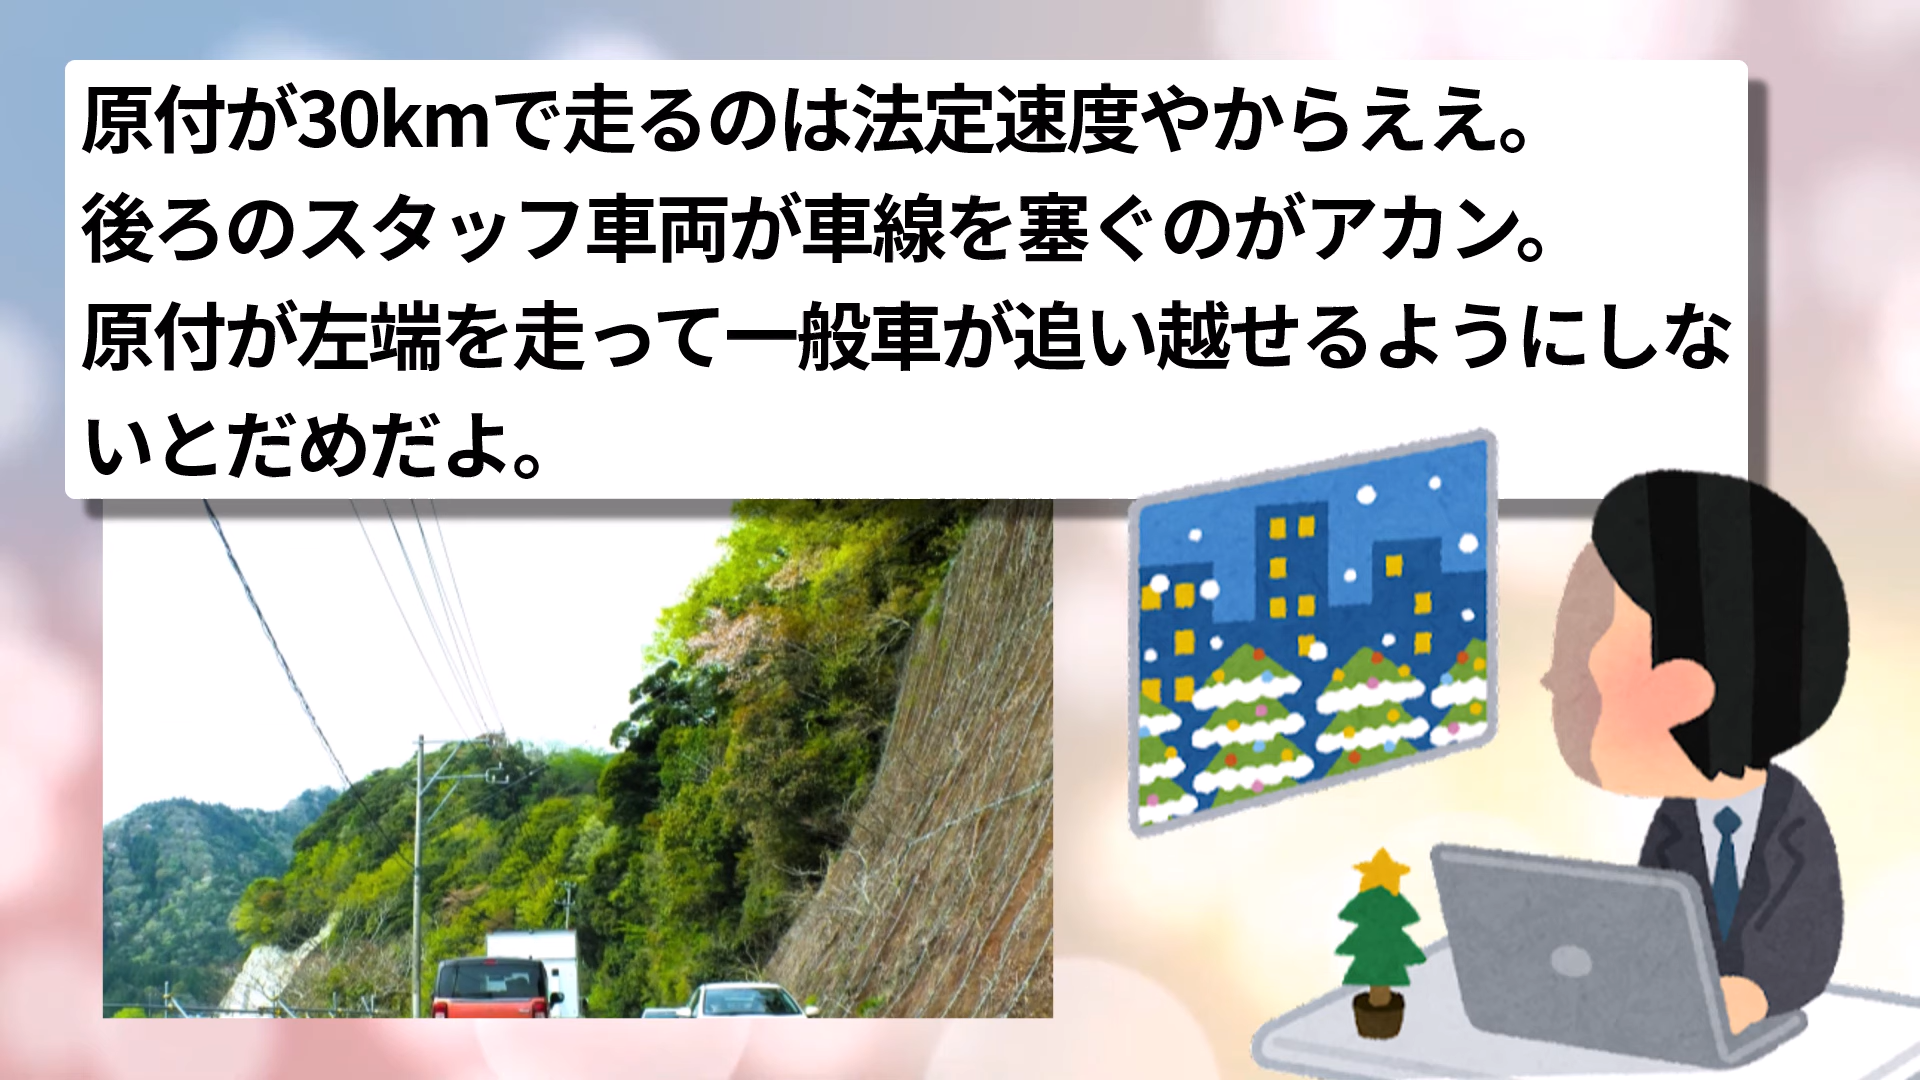 原付が30kmで走るのは法定速度やからええ。
後ろのスタッフ車両が車線を塞ぐのがアカン。
原付が左端を走って一般車が追い越せるようにしな
いとだめだよ。